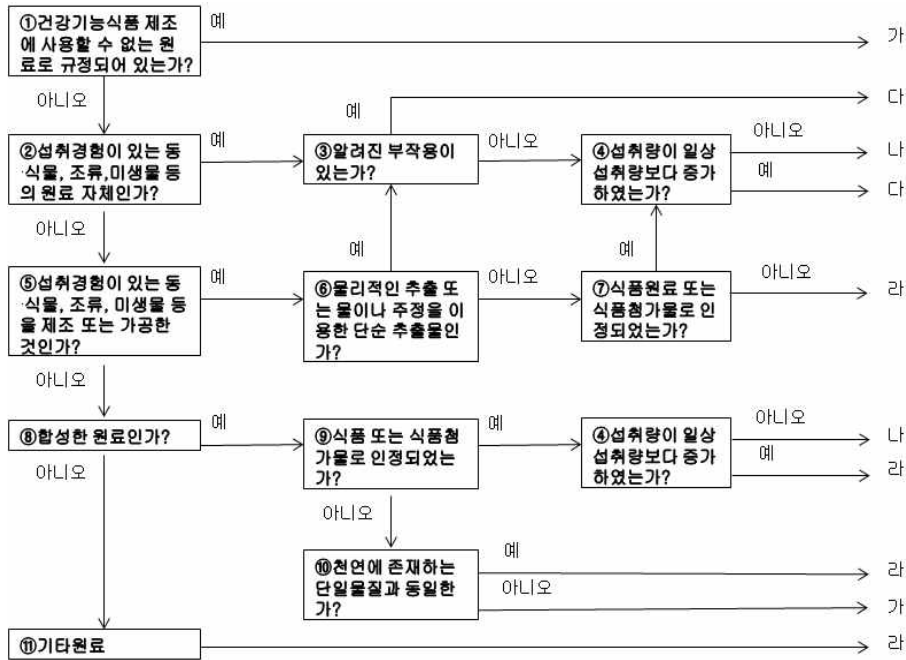 ①건강기능식품 제조
에 사용할 수 없는 원
료로 규정되어 있는가?
예
가
아니오
예
다
②섭취경험이 있는 동
·식물, 조류,미생물 등
의 원료 자체인가?
예
③알려진 부작용이
있는가?
아니오
④섭취량이 일상
섭취량보다 증가
하였는가?
아니오
나
예
다
아니오
예
예
⑤섭취경험이 있는 동
·식물, 조류, 미생물 등
을 제조 또는 가공한
것인가?
예
⑥물리적인 추출 또
는 물이나 주정을 이
용한 단순 추출물인
가?
아니오
⑦식품원료 또는
식품첨가물로 인
정되었는가?
아니오
라
아니오
⑧합성한 원료인가?
예
⑨식품 또는 식품첨
가물로 인정되었는
가?
예
④섭취량이 일상
섭취량보다 증가
하였는가?
아니오
나
예
라
아니오
아니오
⑩천연에 존재하는
단일물질과 동일한
가?
예
라
아니오
가
⑪기타원료
라